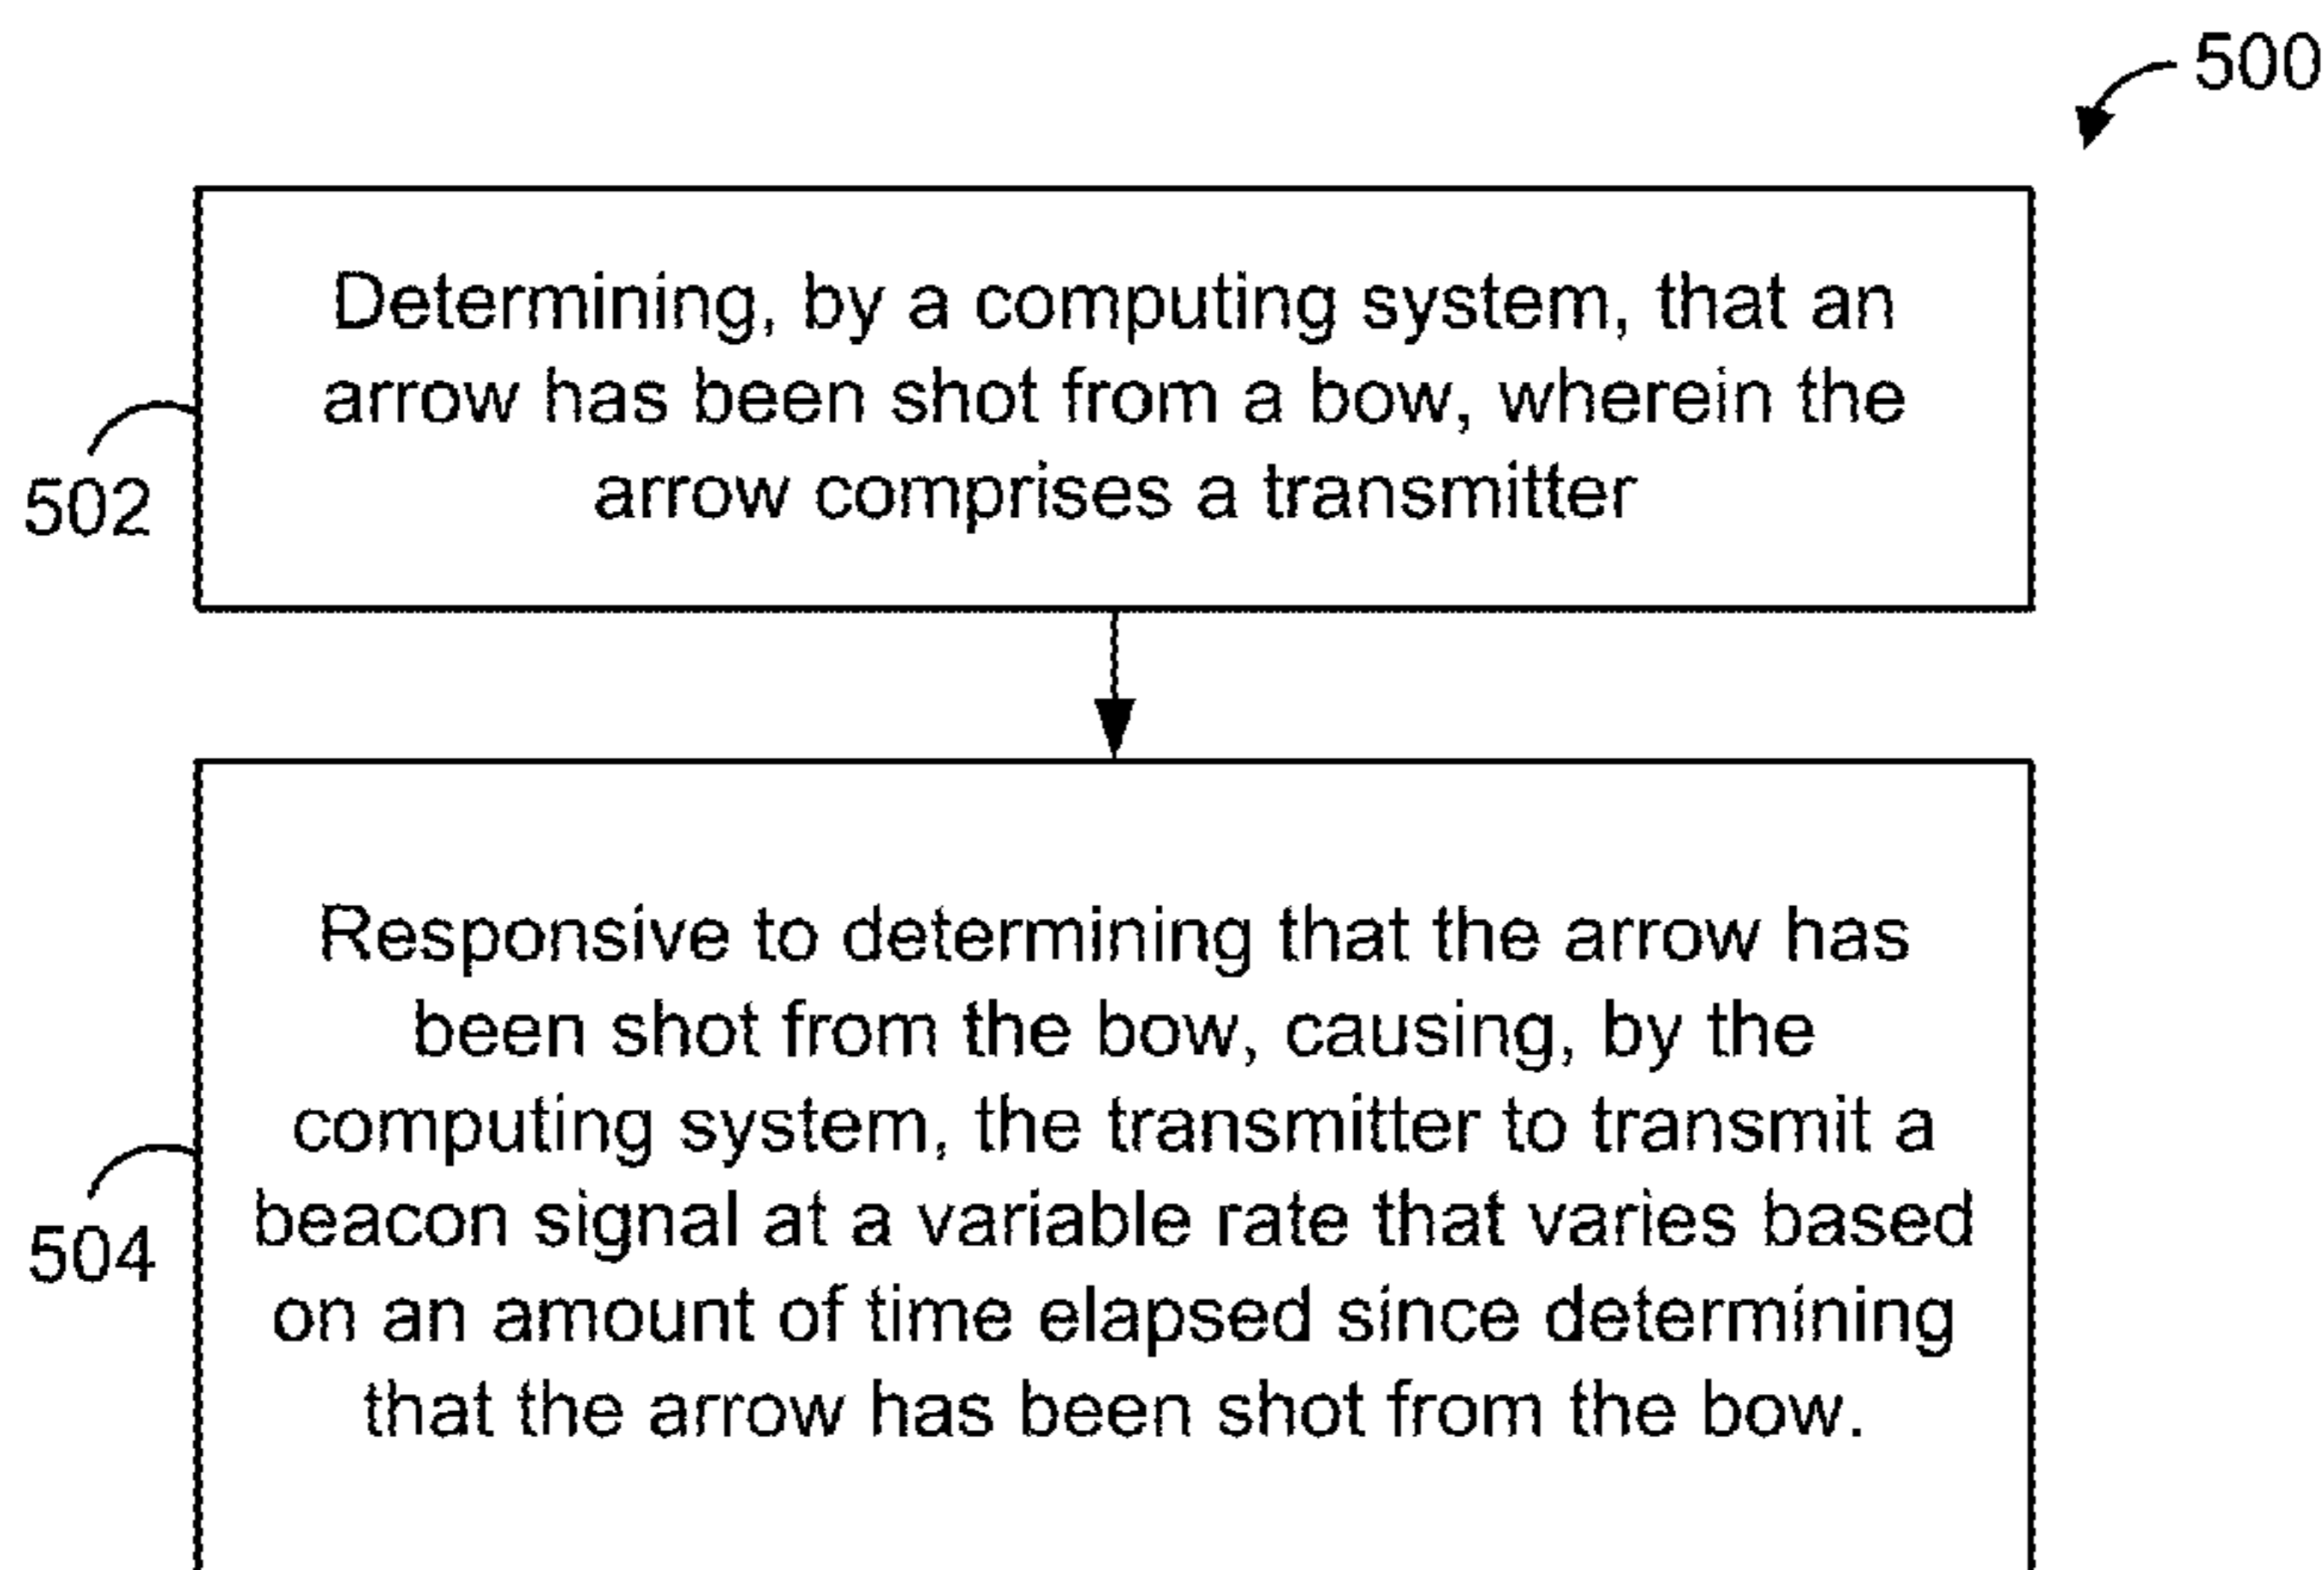 500
Determining, by a computing system, that an
arrow has been shot from a bow, wherein the
arrow comprises a transmitter
502
Responsive to determining that the arrow has
been shot from the bow, causing, by the
computing system, the transmitter to transmit a
beacon signal at a variable rate that varies based
on an amount of time elapsed since determining
that the arrow has been shot from the bow.
504